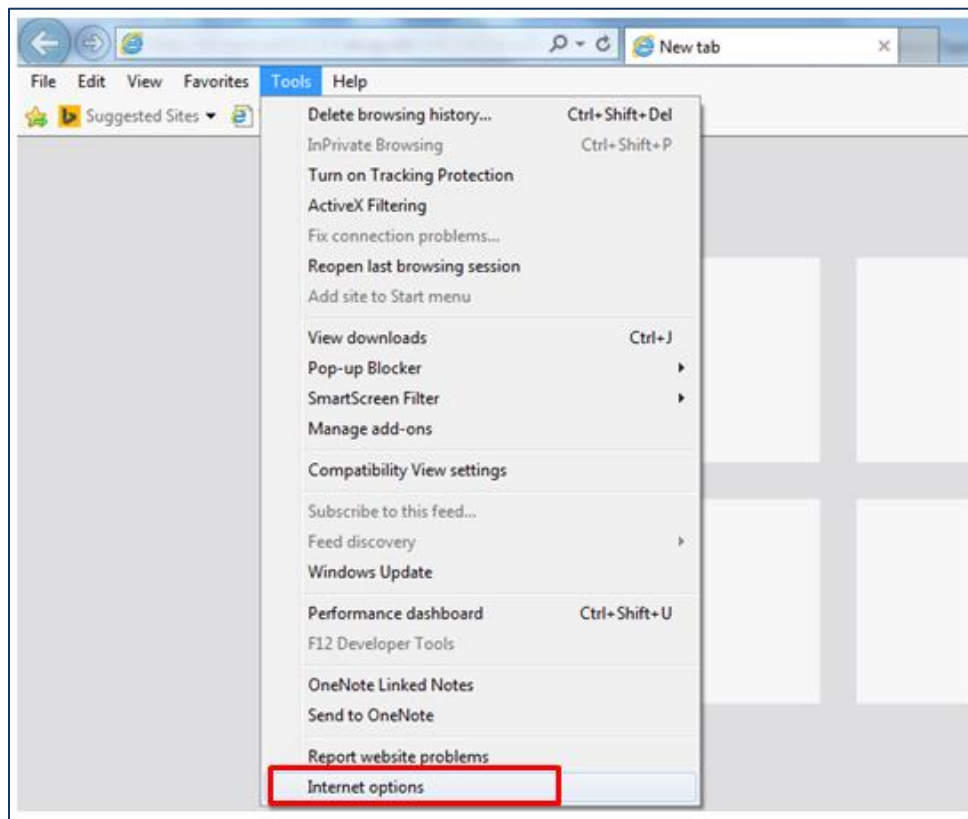 New tab
File Edit View Favorites Tools Help
Suggested Sites
Delete browsing history... Ctrl+Shift+Del
InPrivate Browsing Ctrl+Shift+P
Turn on Tracking Protection
ActiveX Filtering
Fix connection problems...
Reopen last browsing session
Add site to Start menu
View downloads Ctrl+J
Pop-up Blocker
SmartScreen Filter
Manage add-ons
Compatibility View settings
Subscribe to this feed...
Feed discovery
Windows Update
Performance dashboard Ctrl+Shift+U
F12 Developer Tools
OneNote Linked Notes
Send to OneNote
Report website problems
Internet options